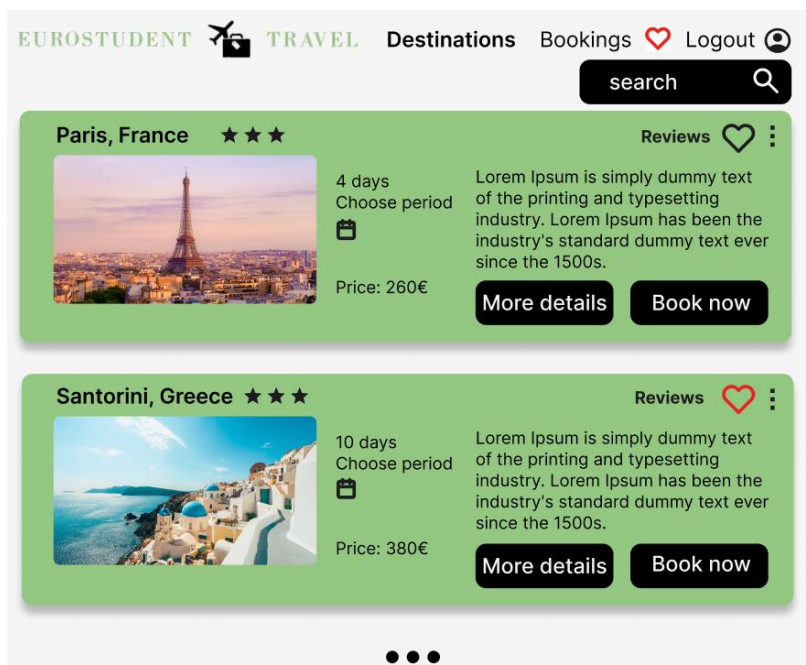 EUROSTUDENT TRAVEL Destinations Bookings Logout
search
Paris, France
Reviews
4 days
Choose period
Price: 260€
Lorem Ipsum is simply dummy text
of the printing and typesetting
industry. Lorem Ipsum has been the
industry's standard dummy text ever
since the 1500s.
More details
Book now
Santorini, Greece
Reviews
10 days
Choose period
Price: 380€
Lorem Ipsum is simply dummy text
of the printing and typesetting
industry. Lorem Ipsum has been the
industry's standard dummy text ever
since the 1500s.
More details
Book now